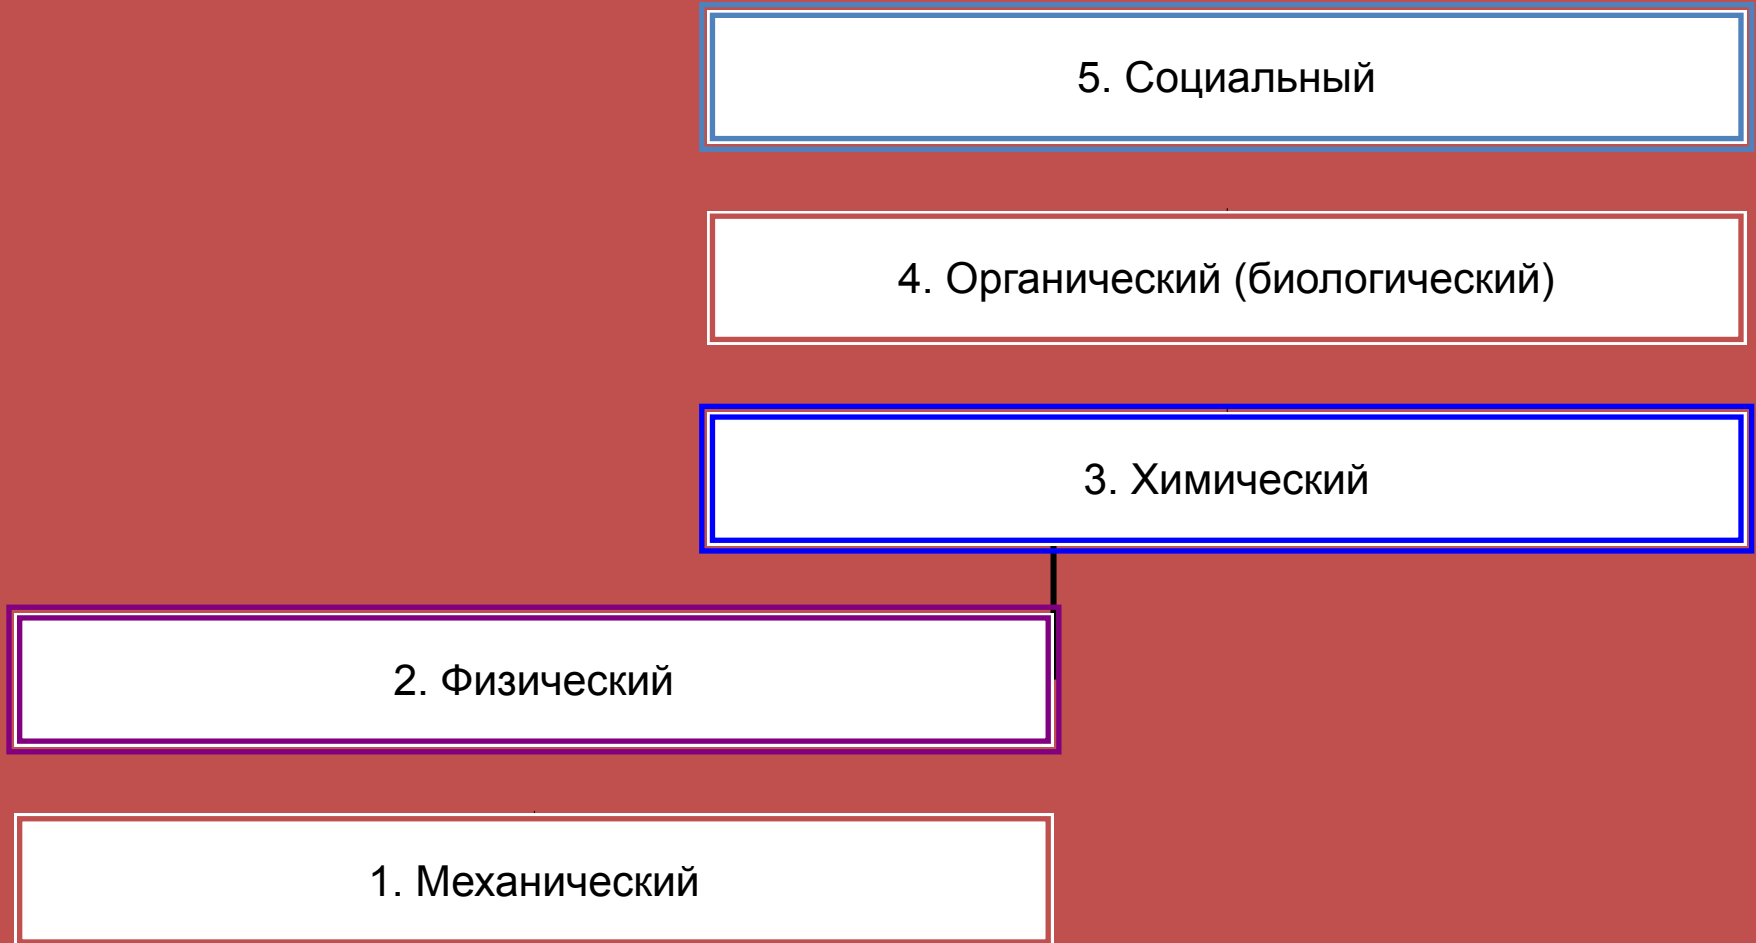 5. Социальный
4. Органический (биологический)
3. Химический
2. Физический
1. Механический